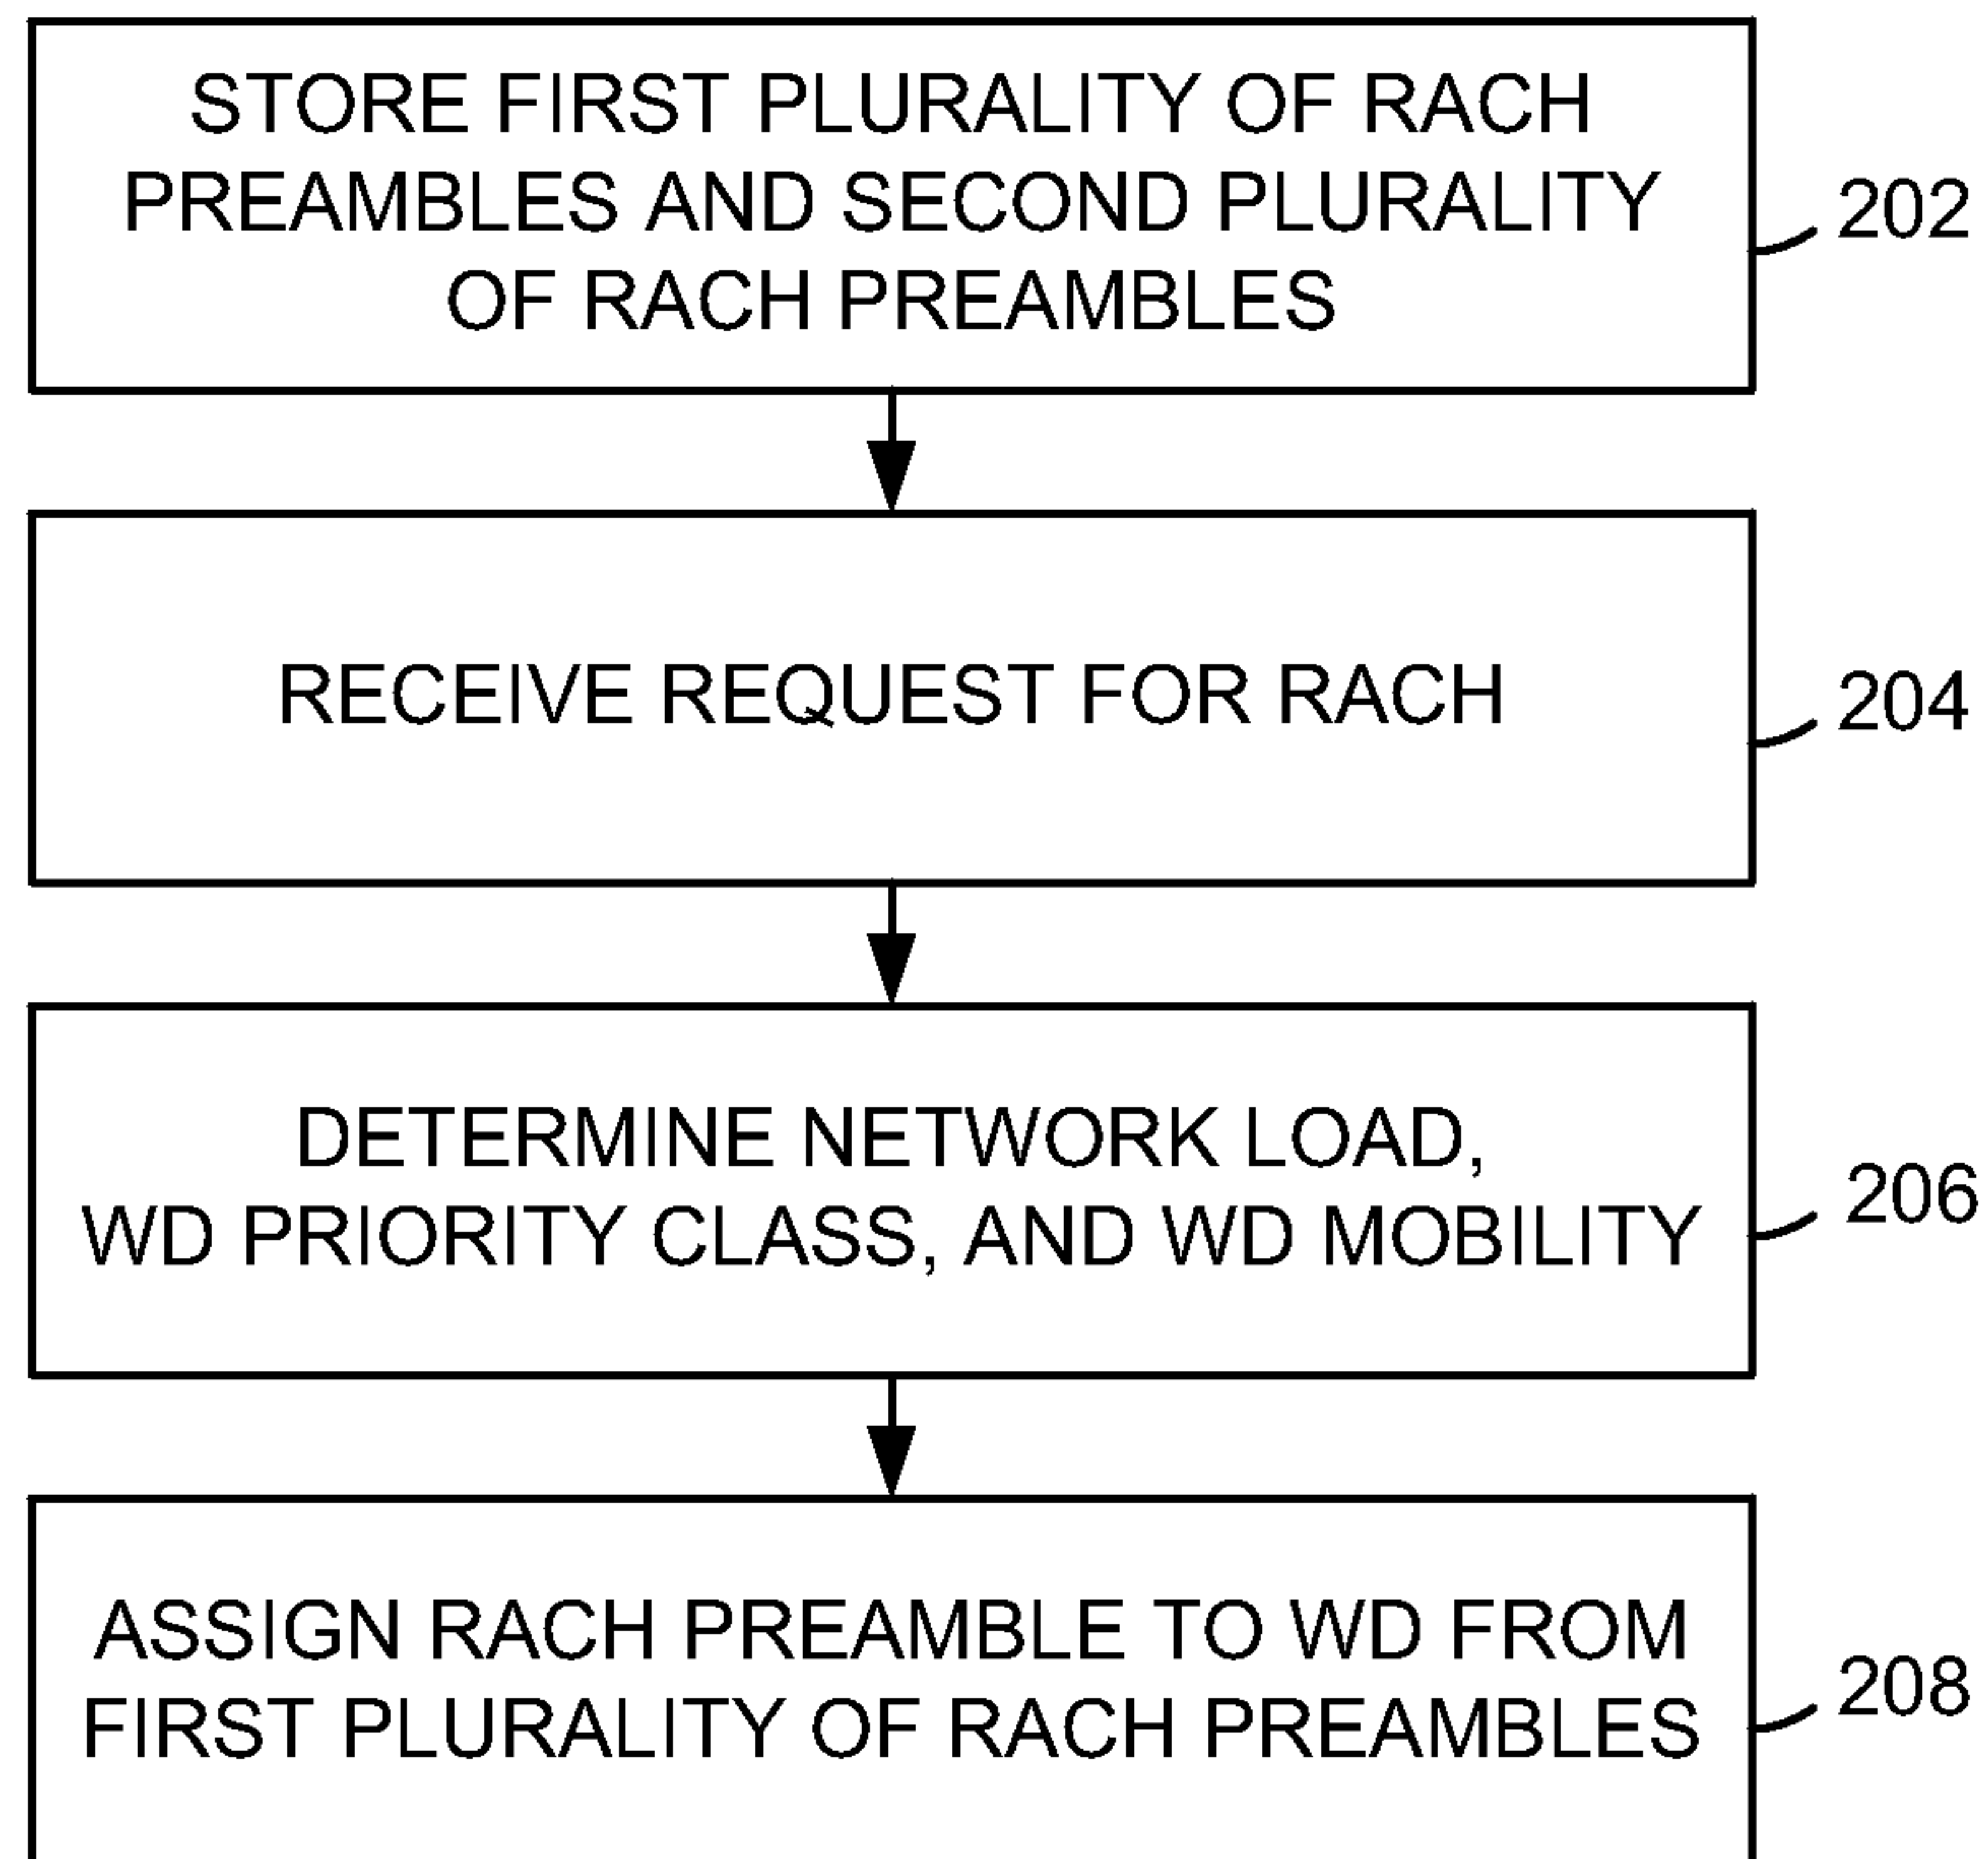 STORE FIRST PLURALITY OF RACH
PREAMBLES AND SECOND PLURALITY
OF RACH PREAMBLES
202
RECEIVE REQUEST FOR RACH
204
DETERMINE NETWORK LOAD,
WD PRIORITY CLASS, AND WD MOBILITY
206
ASSIGN RACH PREAMBLE TO WD FROM
FIRST PLURALITY OF RACH PREAMBLES
208